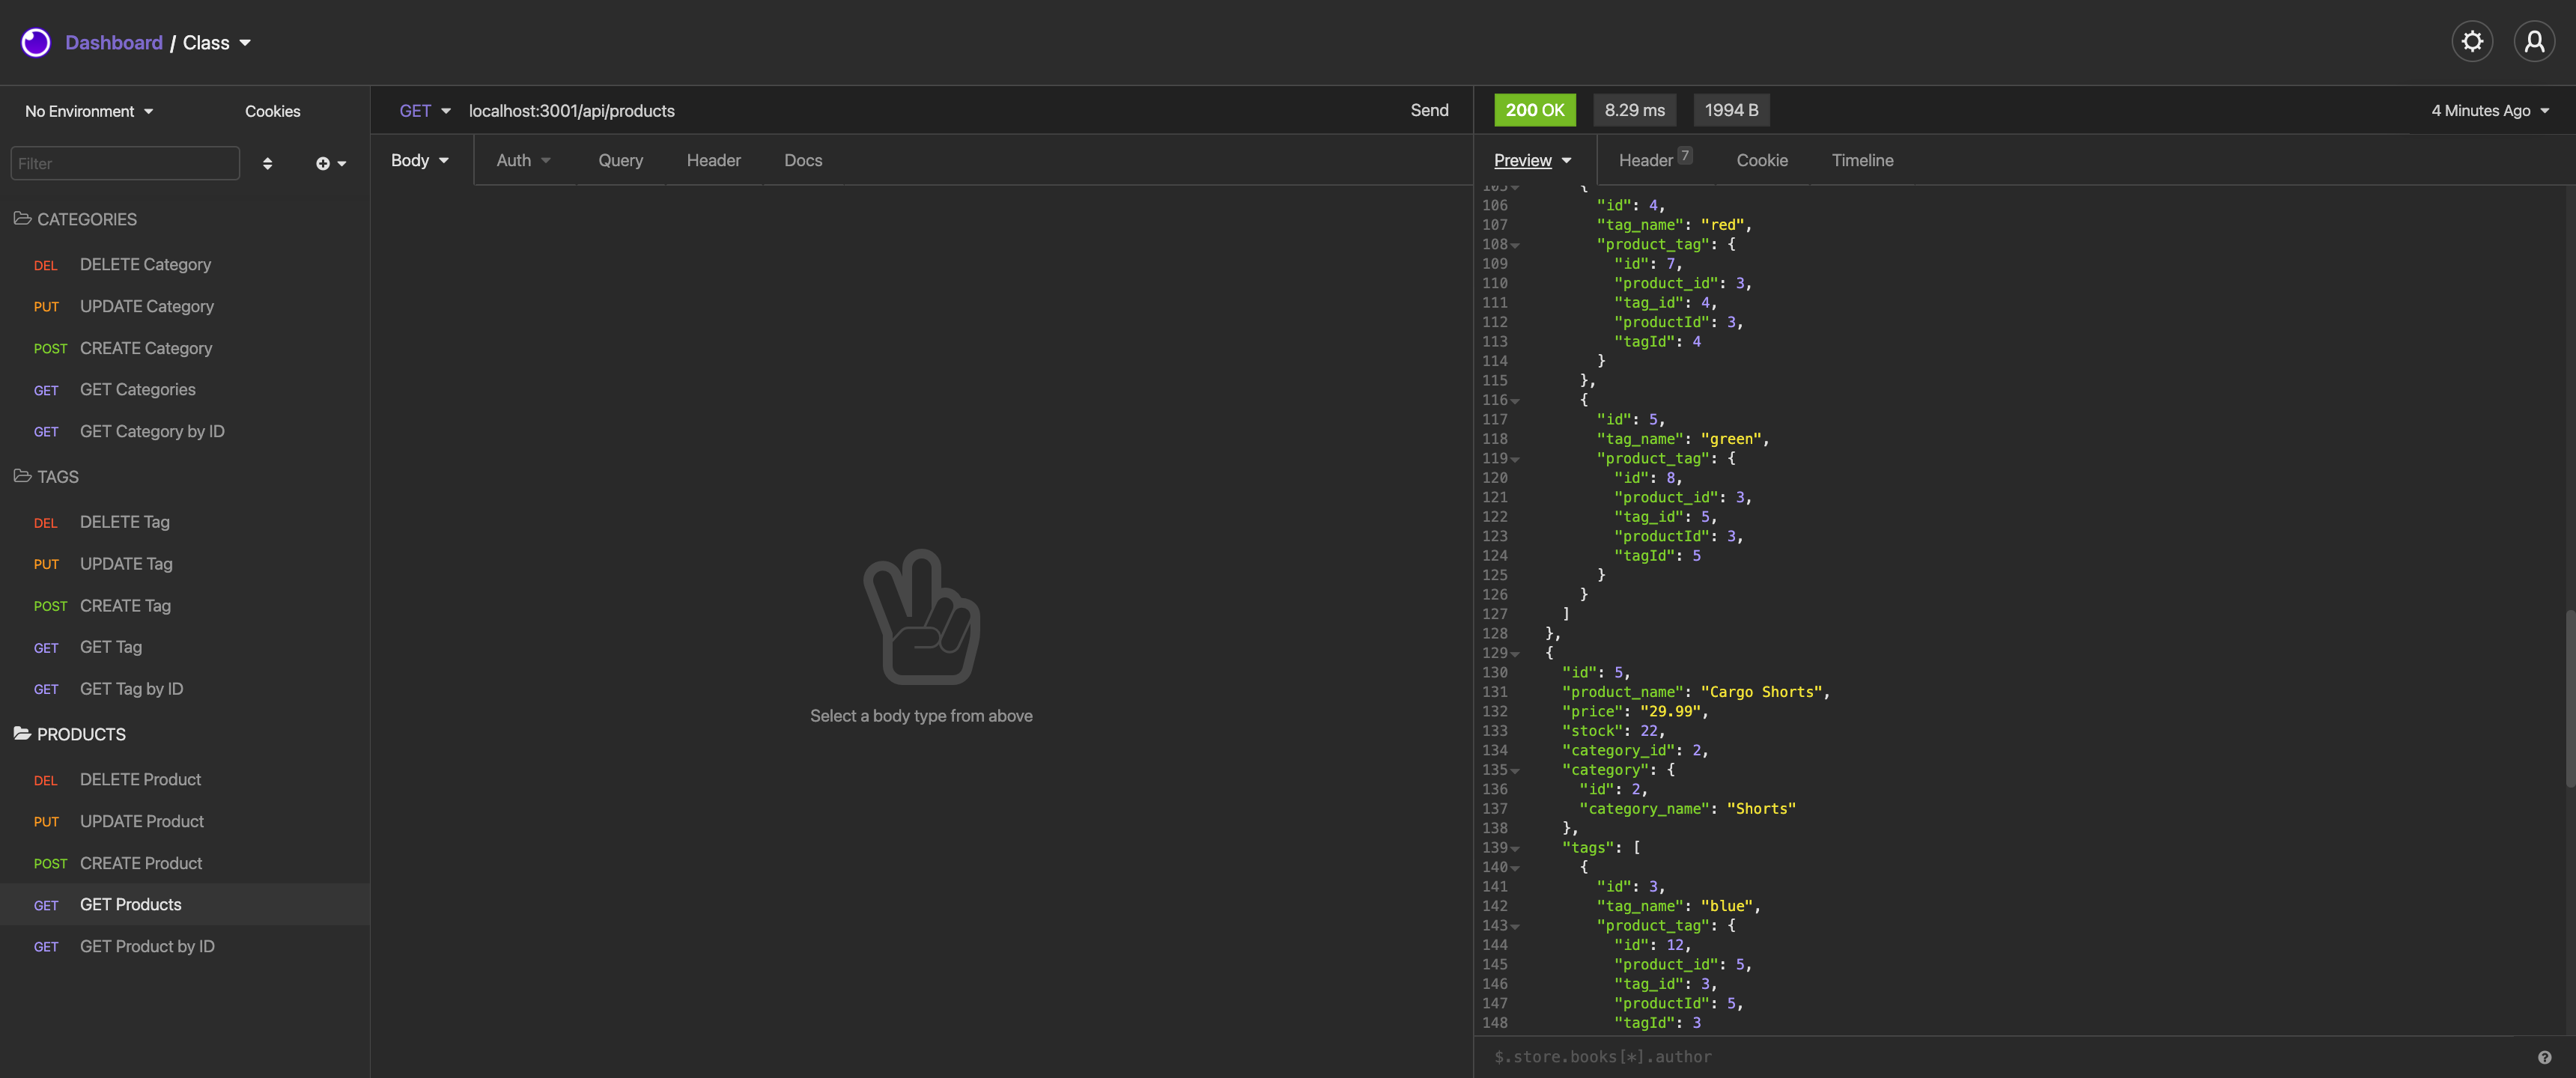 Dashboard / Class
No Environment
Cookies
Filter
CATEGORIES
DEL DELETE Category
PUT UPDATE Category
POST CREATE Category
GET GET Categories
GET GET Category by ID
TAGS
DEL DELETE Tag
PUT UPDATE Tag
POST CREATE Tag
GET GET Tag
GET GET Tag by ID
PRODUCTS
DEL DELETE Product
PUT UPDATE Product
POST CREATE Product
GET GET Products
GET GET Product by ID
GET localhost:3001/api/products Send
Body Auth Query Header Docs
Select a body type from above
200 OK 8.29 ms 1994 B 4 Minutes Ago
Preview Header 7 Cookie Timeline
105 {
106 "id": 4,
107 "tag_name": "red",
108 "product_tag": {
109 "id": 7,
110 "product_id": 3,
111 "tag_id": 4,
112 "productId": 3,
113 "tagId": 4
114 }
115 },
116 {
117 "id": 5,
118 "tag_name": "green",
119 "product_tag": {
120 "id": 8,
121 "product_id": 3,
122 "tag_id": 5,
123 "productId": 3,
124 "tagId": 5
125 }
126 }
127 ]
128 },
129 {
130 "id": 5,
131 "product_name": "Cargo Shorts",
132 "price": "29.99",
133 "stock": 22,
134 "category_id": 2,
135 "category": {
136 "id": 2,
137 "category_name": "Shorts"
138 },
139 "tags": [
140 {
141 "id": 3,
142 "tag_name": "blue",
143 "product_tag": {
144 "id": 12,
145 "product_id": 5,
146 "tag_id": 3,
147 "productId": 5,
148 "tagId": 3
$.store.books[*].author